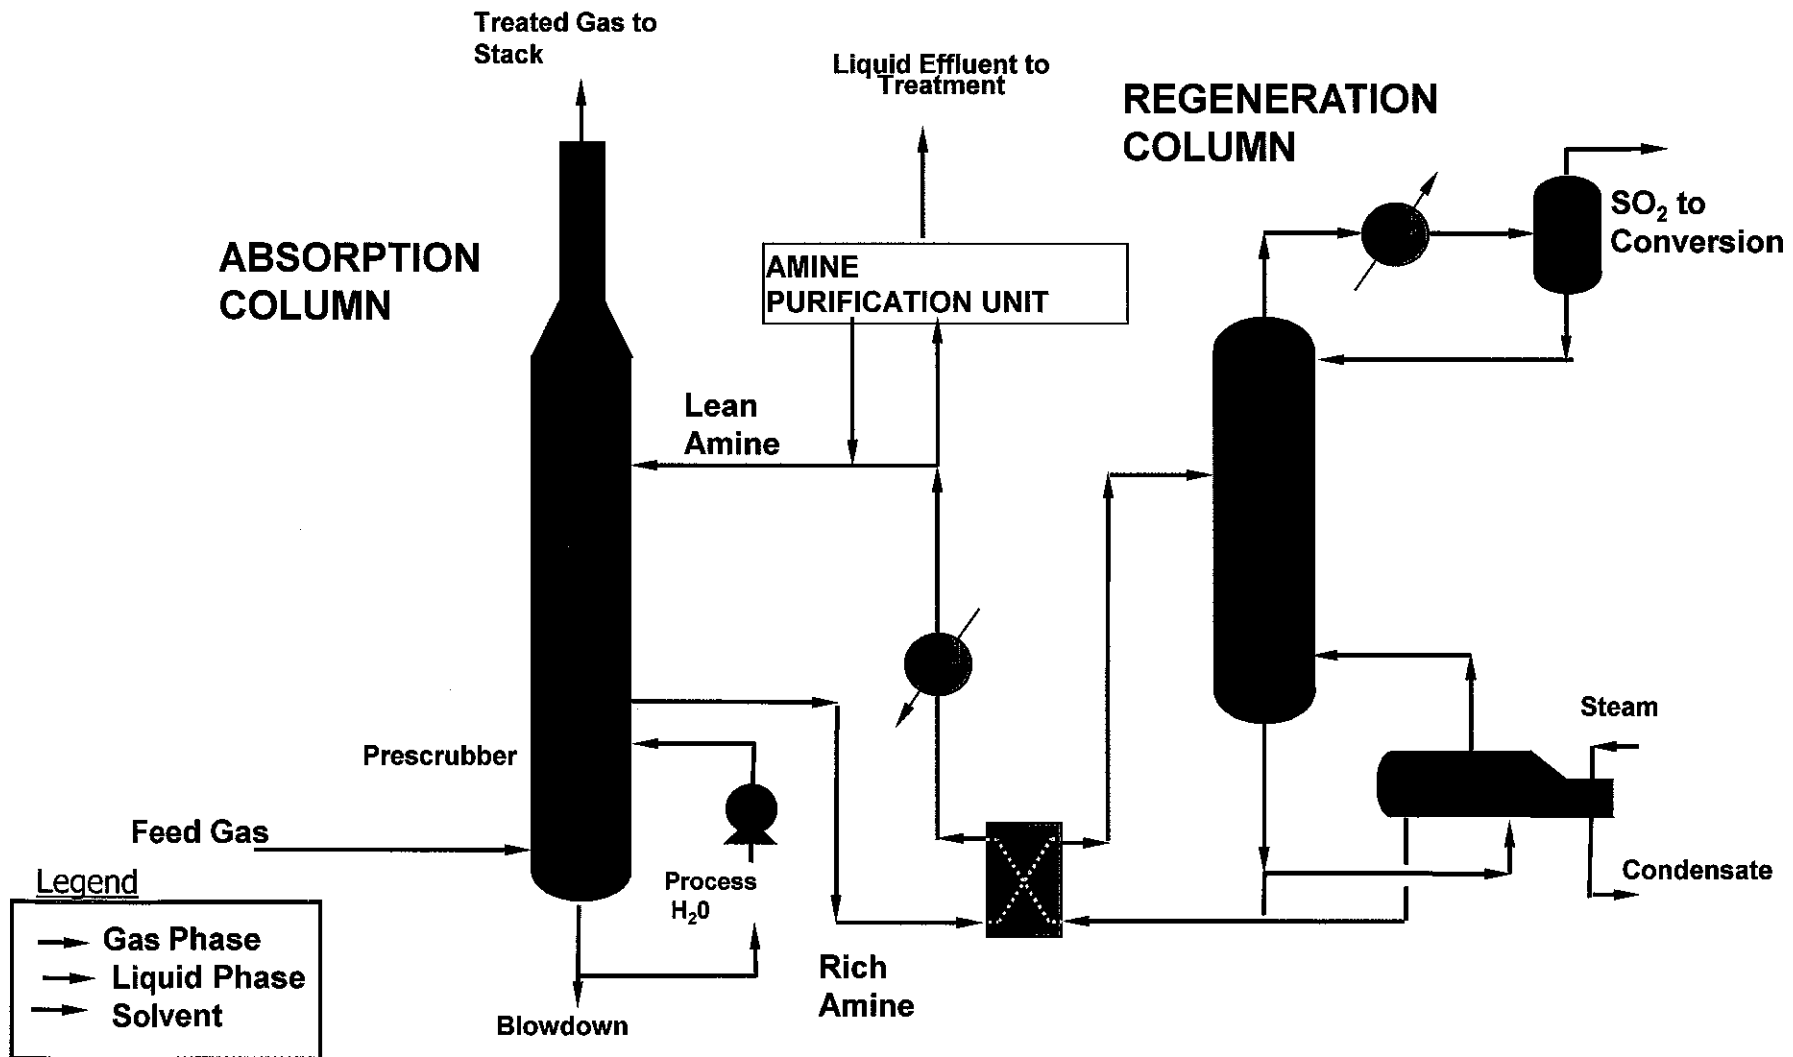 Treated Gas to
Stack
Liquid Effluent to
Treatment
REGENERATION
COLUMN
SO₂ to
Conversion
ABSORPTION
COLUMN
AMINE
PURIFICATION UNIT
Lean
Amine
Prescrubber
Steam
Feed Gas
Process
H₂0
Condensate
Legend
Gas Phase
Liquid Phase
Solvent
Rich
Amine
Blowdown